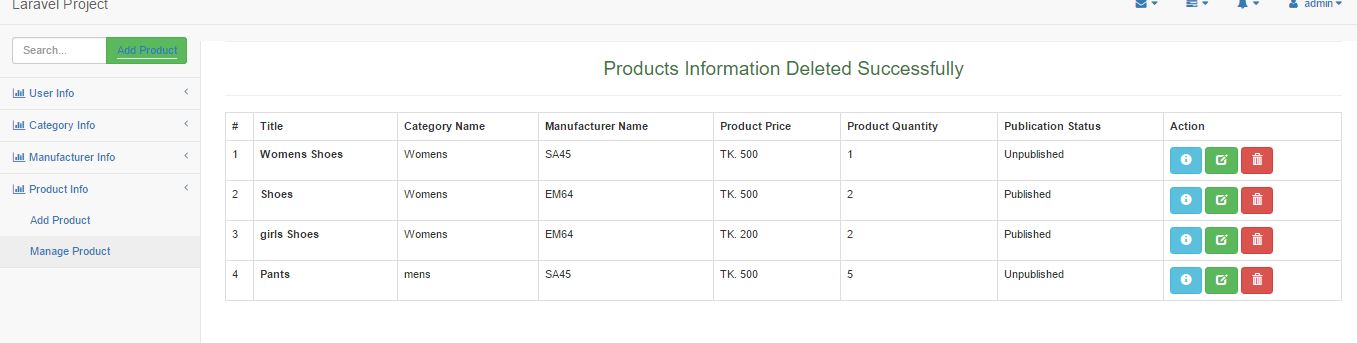 Laravel Project
admin
Search...
Add Product
Products Information Deleted Successfully
User Info
Category Info
Manufacturer Info
Product Info
Add Product
Manage Product
# Title Category Name Manufacturer Name Product Price Product Quantity Publication Status Action
1 Womens Shoes Womens SA45 TK. 500 1 Unpublished
2 Shoes Womens EM64 TK. 500 2 Published
3 girls Shoes Womens EM64 TK. 200 2 Published
4 Pants mens SA45 TK. 500 5 Unpublished